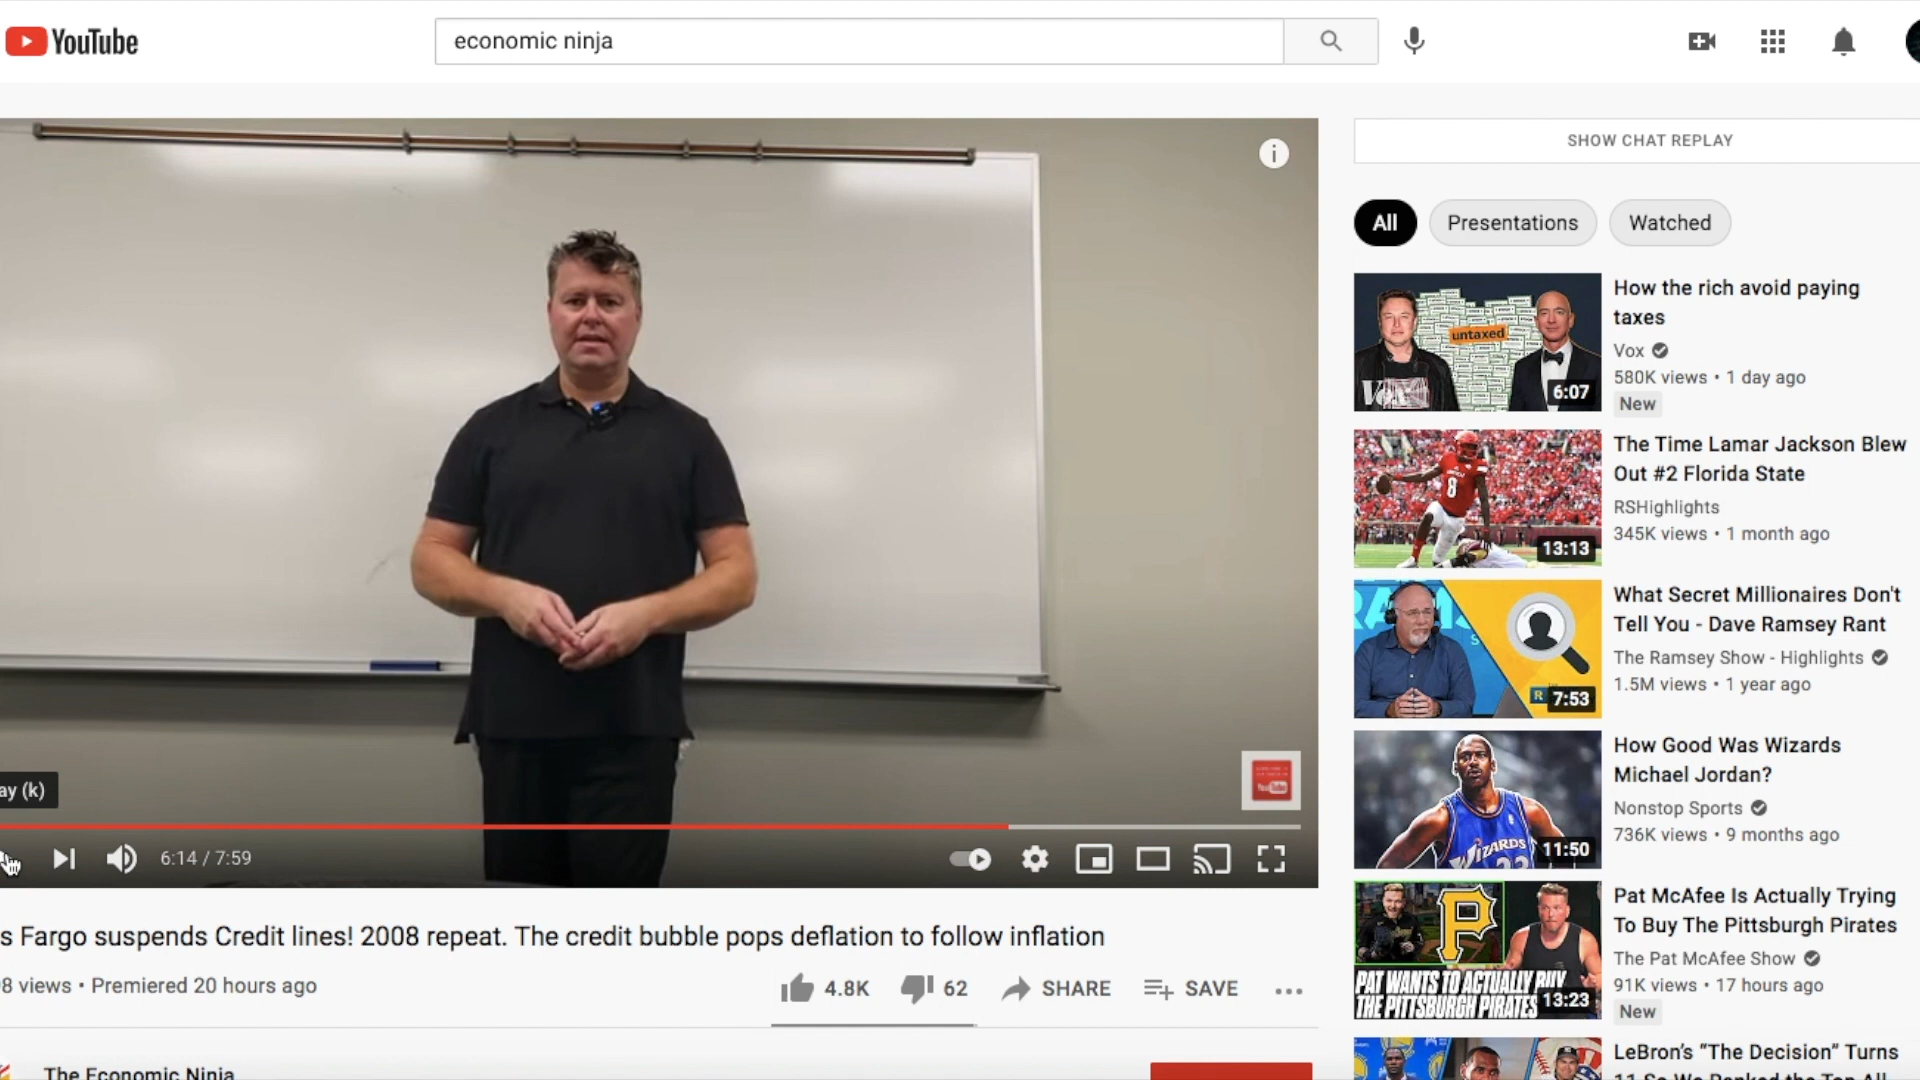 YouTube
economic ninja
SHOW CHAT REPLAY
All
Presentations
Watched
ay (k)
6:14 / 7:59
s Fargo suspends Credit lines! 2008 repeat. The credit bubble pops deflation to follow inflation
8 views • Premiered 20 hours ago
4.8K
62
SHARE
SAVE
The Economic Ninja
untaxed
Vox
6:07
How the rich avoid paying
taxes
Vox
580K views • 1 day ago
New
8
13:13
The Time Lamar Jackson Blew
Out #2 Florida State
RSHighlights
345K views • 1 month ago
R
7:53
What Secret Millionaires Don't
Tell You - Dave Ramsey Rant
The Ramsey Show - Highlights
1.5M views • 1 year ago
WIZARDS
23
11:50
How Good Was Wizards
Michael Jordan?
Nonstop Sports
736K views • 9 months ago
P
PAT WANTS TO ACTUALLY BUY
THE PITTSBURGH PIRATES
13:23
Pat McAfee Is Actually Trying
To Buy The Pittsburgh Pirates
The Pat McAfee Show
91K views • 17 hours ago
New
LeBron's “The Decision” Turns